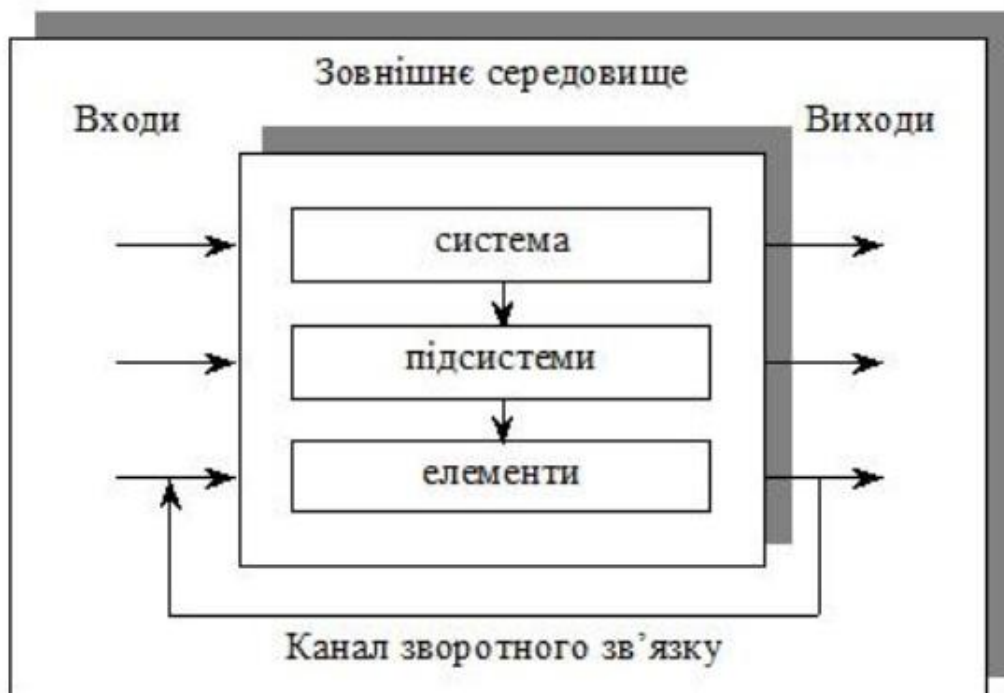 Зовнішнє середовище
Входи
Виходи
система
підсистеми
елементи
Канал зворотного зв’язку